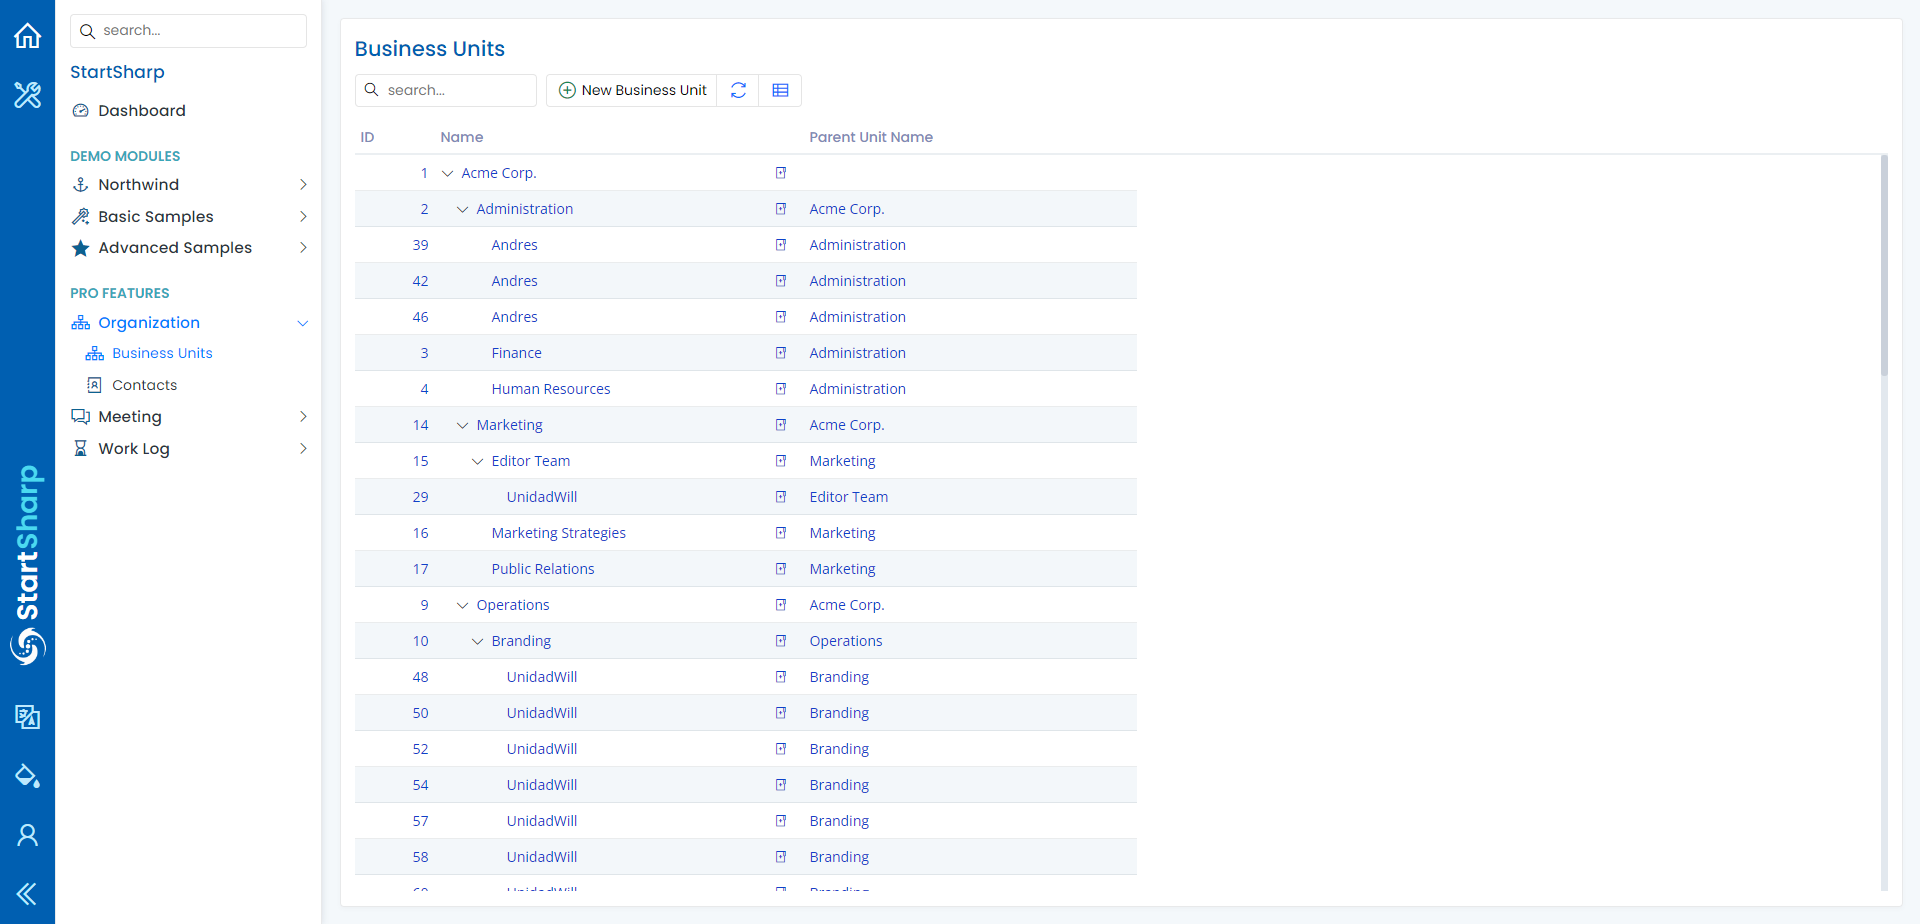 search...
StartSharp
Dashboard
DEMO MODULES
Northwind
Basic Samples
Advanced Samples
PRO FEATURES
Organization
Business Units
Contacts
Meeting
Work Log
StartSharp
Business Units
search...
New Business Unit
ID Name Parent Unit Name
1 Acme Corp.
2 Administration Acme Corp.
39 Andres Administration
42 Andres Administration
46 Andres Administration
3 Finance Administration
4 Human Resources Administration
14 Marketing Acme Corp.
15 Editor Team Marketing
29 UnidadWill Editor Team
16 Marketing Strategies Marketing
17 Public Relations Marketing
9 Operations Acme Corp.
10 Branding Operations
48 UnidadWill Branding
50 UnidadWill Branding
52 UnidadWill Branding
54 UnidadWill Branding
57 UnidadWill Branding
58 UnidadWill Branding